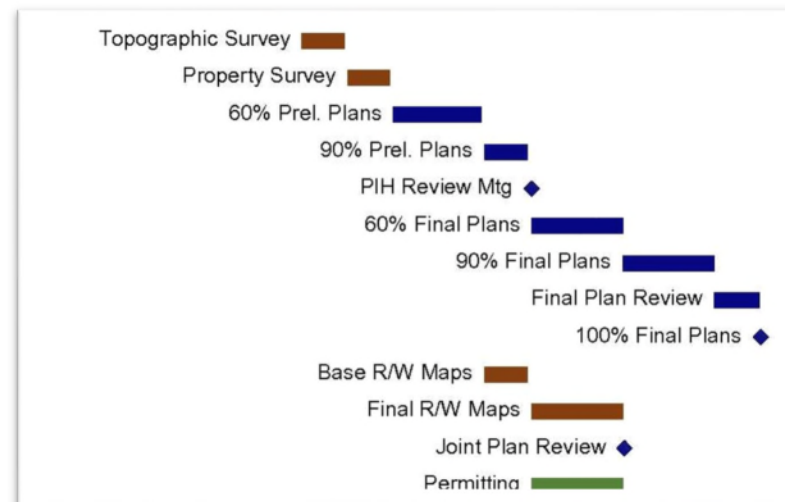 Topographic Survey
Property Survey
60% Prel. Plans
90% Prel. Plans
PIH Review Mtg
60% Final Plans
90% Final Plans
Final Plan Review
100% Final Plans
Base R/W Maps
Final R/W Maps
Joint Plan Review
Permitting